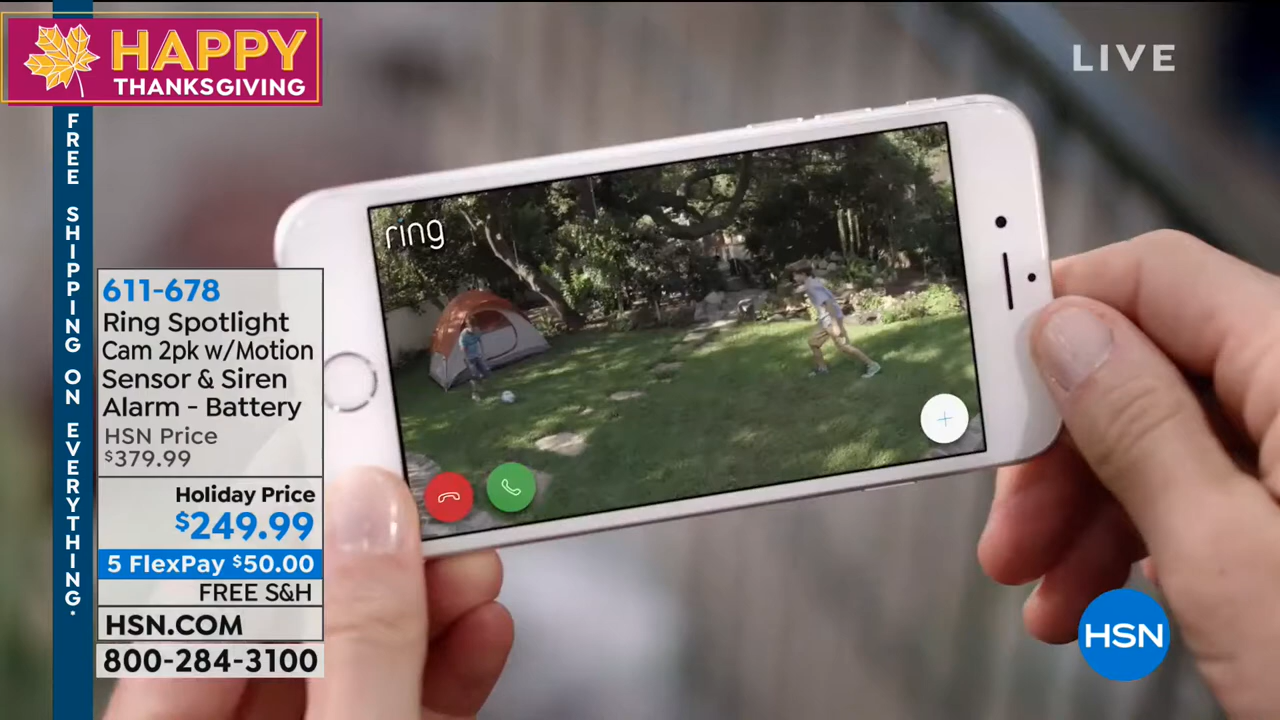 HAPPY
THANKSGIVING
LIVE
FREE SHIPPING ON EVERYTHING.
ring
611-678
Ring Spotlight
Cam 2pk w/Motion
Sensor & Siren
Alarm - Battery
HSN Price
$379.99
Holiday Price
$249.99
5 FlexPay $50.00
FREE S&H
HSN.COM
800-284-3100
HSN